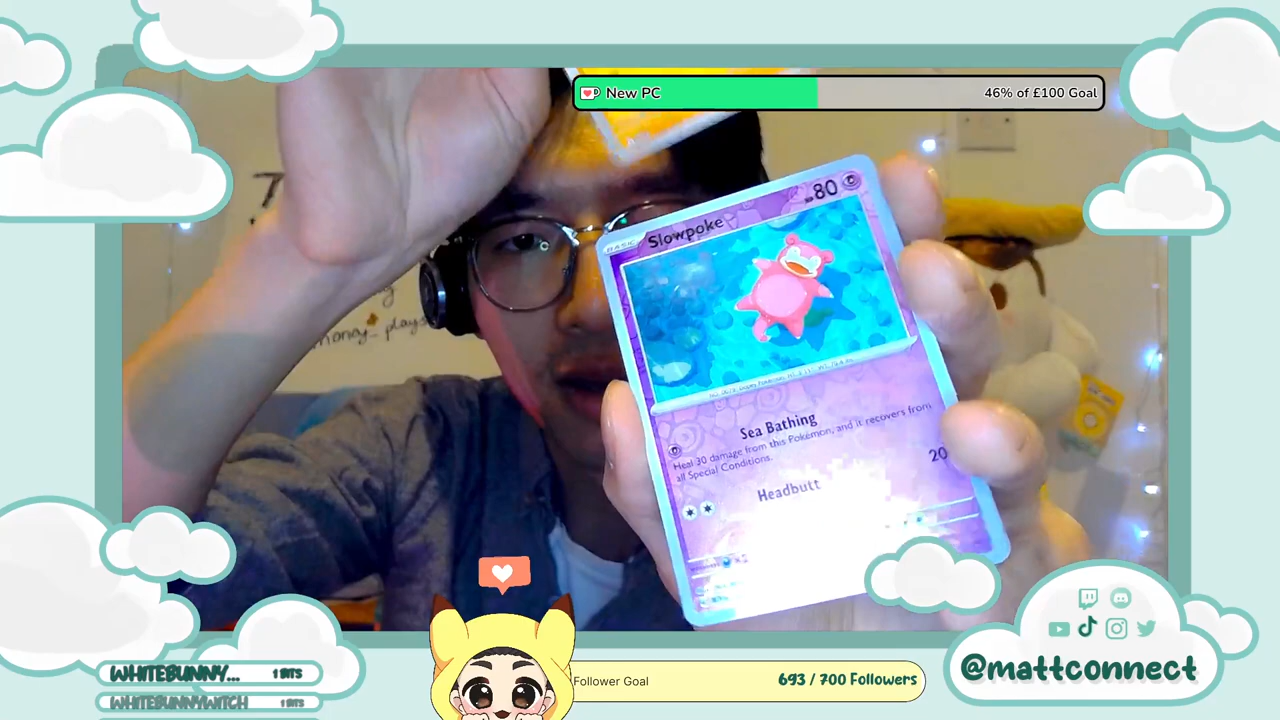 New PC
46% of £100 Goal
BASIC
Slowpoke
80
Sea Bathing
Heal 30 damage from this Pokémon, and it recovers from
all Special Conditions.
Headbutt
20
money_plays
WHITEBUNNY... 1 BITS
WHITEBUNNYWITCH 1 BITS
Follower Goal
693 / 700 Followers
@mattconnect